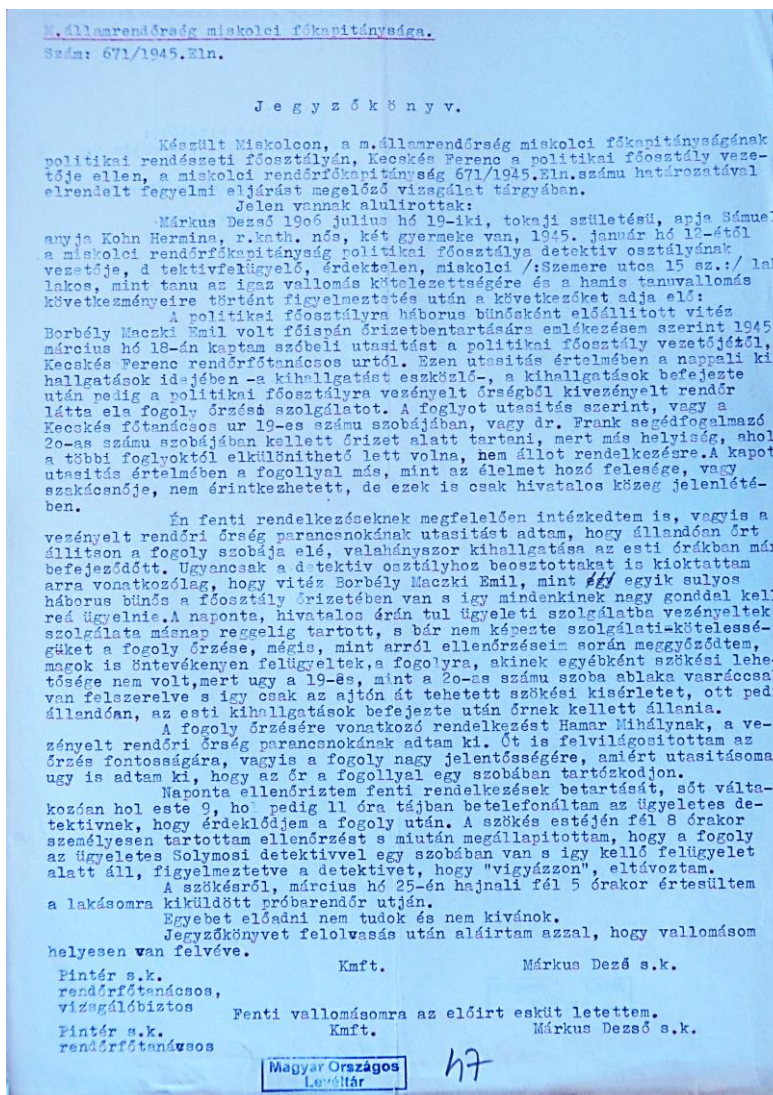 M.államrendőrség miskolci főkapitánysága.
Szám: 671/1945.Eln.
J e g y z ő k ö n y v.
Készült Miskolcon, a m.államrendőrség miskolci főkapitányságának
politikai rendészeti főosztályán, Kecskés Ferenc a politikai főosztály veze-
tője ellen, a miskolci rendőrfőkapitányság 671/1945.Eln.számu határozatával
elrendelt fegyelmi eljárást megelőző vizsgálat tárgyában.
Jelen vannak alulirottak:
Márkus Dezső 19o6 julius hó 19-iki, tokaji születésü, apja Sámuel
anyja Kohn Hermina, r.kath. nős, két gyermeke van, 1945. január hó 12-étől
a miskolci rendőrfőkapitányság politikai főosztálya detektiv osztályának
vezetője, d tektivfelügyelő, érdektelen, miskolci /:Szemere utca 15 sz.:/ lak
lakos, mint tanu az igaz vallomás kötelezettségére és a hamis tanuvallomás
következményeire történt figyelmeztetés után a következőket adja elő:
A politikai főosztályra háborus bünösként előállitott vitéz
Borbély Maczki Emil volt főispán őrizetbentartására emlékezésem szerint 1945
március hó 18-án kaptam szóbeli utasitást a politikai főosztály vezetőjétől,
Kecskés Ferenc rendőrfőtanácsos urtól. Ezen utasitás értelmében a nappali ki
hallgatások idejében -a kihallgatást eszközlő-, a kihallgatások befejezte
után pedig a politikai főosztályra vezényelt őrségből kivezényelt rendőr
látta ela fogoly őrzési szolgálatot. A foglyot utasitás szerint, vagy a
Kecskés főtanácsos ur 19-es számu szobájában, vagy dr. Frank segédfogalmazó
2o-as számu szobájában kellett őrizet alatt tartani, mert más helyiség, ahol
a többi foglyoktól elkülönithető lett volna, nem állot rendelkezésre.A kapot
utasitás értelmében a fogollyal más, mint az élelmet hozó felesége, vagy
szakácsnője, nem érintkezhetett, de ezek is csak hivatalos közeg jelenlété-
ben.
Én fenti rendelkezéseknek megfelelően intézkedtem is, vagyis a
vezényelt rendőri őrség parancsnokának utasitást adtam, hogy állandóan őrt
állitson a fogoly szobája elé, valahányszor kihallgatása az esti órákban már
befejeződött. Ugyancsak a detektiv osztályhoz beosztottakat is kioktattam
arra vonatkozólag, hogy vitéz Borbély Maczki Emil, mint egyik sulyos
háborus bünös a főosztály őrizetében van s igy mindenkinek nagy gonddal kell
reá ügyelnie.A naponta, hivatalos órán tul ügyeleti szolgálatba vezényeltek
szolgálata másnap reggelig tartott, s bár nem képezte szolgálati-kötelessé-
güket a fogoly őrzése, mégis, mint arról ellenőrzéseim során meggyőződtem,
magok is öntevékenyen felügyeltek,a fogolyra, akinek egyébként szökési lehe-
tősége nem volt,mert ugy a 19-es, mint a 2o-as számu szoba ablaka vasráccsa
van felszerelve s igy csak az ajtón át tehetett szökési kisérletet, ott ped
állandóan, az esti kihallgatások befejezte után őrnek kellett állania.
A fogoly őrzésére vonatkozó rendelkezést Hamar Mihálynak, a ve-
zényelt rendőri őrség parancsnokának adtam ki. Őt is felvilágositottam az
őrzés fontosságára, vagyis a fogoly nagy jelentősségére, amiért utasitásoma
ugy is adtam ki, hogy az őr a fogollyal egy szobában tartózkodjon.
Naponta ellenőriztem fenti rendelkezések betartását, sőt válta-
kozóan hol este 9, ho pedig 11 óra tájban betelefonáltam az ügyeletes de-
tektivnek, hogy érdeklődjem a fogoly után. A szökés estéjén fél 8 órakor
személyesen tartottam ellenőrzést s miután megállapitottam, hogy a fogoly
az ügyeletes Solymosi detektivvel egy szobában van s igy kellő felügyelet
alatt áll, figyelmeztetve a detektivet, hogy "vigyázzon", eltávoztam.
A szökésről, március hó 25-én hajnali fél 5 órakor értesültem
a lakásomra kiküldött próbarendőr utján.
Egyebet előadni nem tudok és nem kivánok.
Jegyzőkönyvet felolvasás után aláirtam azzal, hogy vallomásom
helyesen van felvéve.
Kmft. Márkus Dezső s.k.
Pintér s.k.
rendőrfőtanácsos,
vizsgálóbiztos
Fenti vallomásomra az előirt esküt letettem.
Pintér s.k. Kmft. Márkus Dezső s.k.
rendőrfőtanácsos
Magyar Országos
Levéltár
47